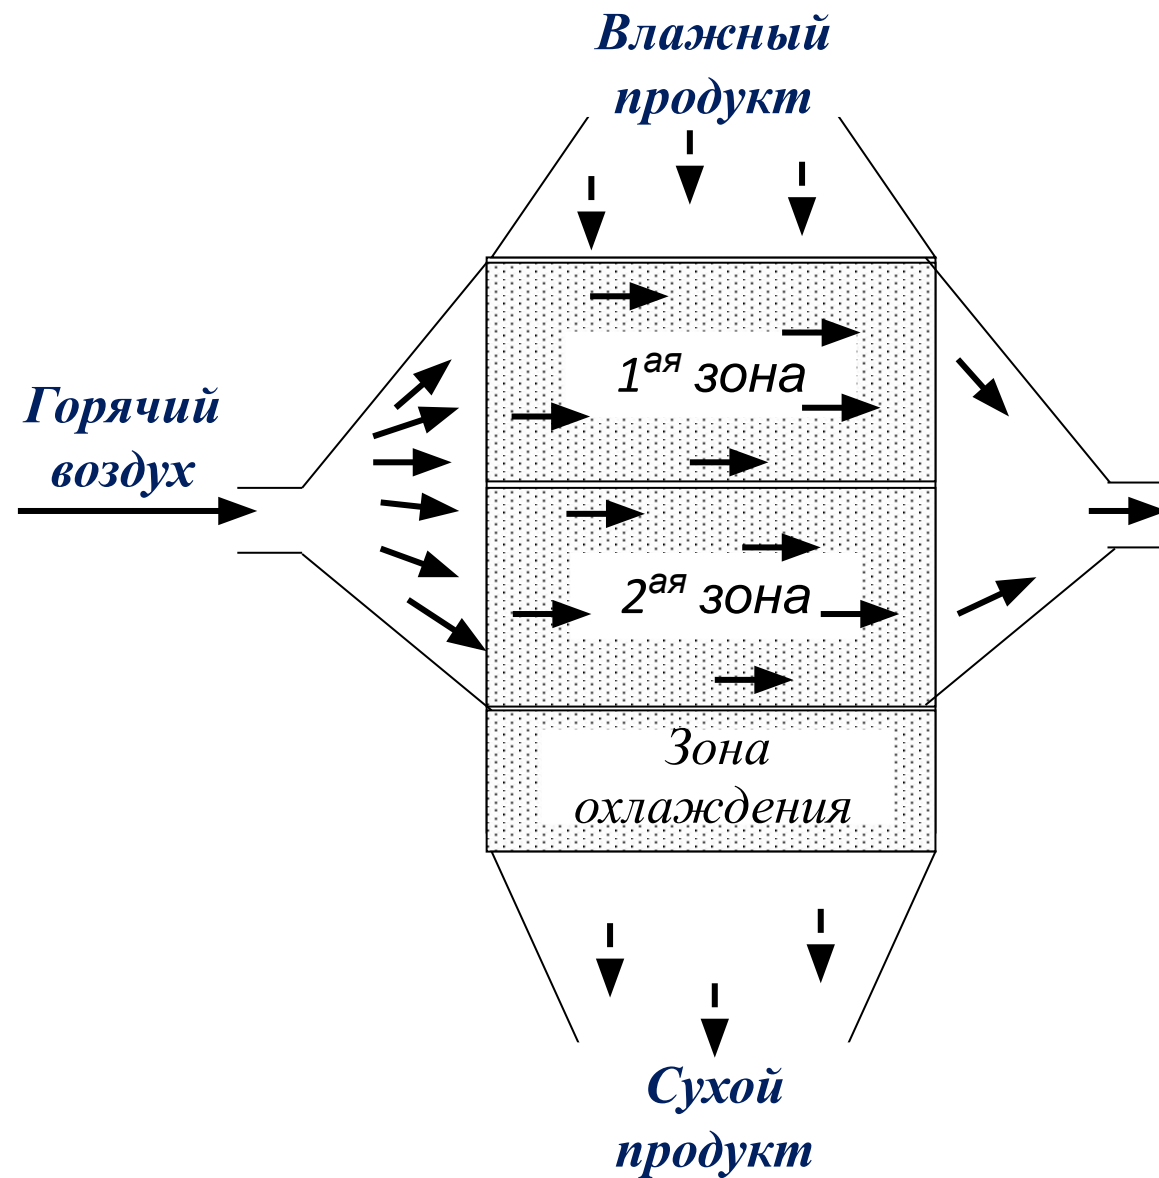 Влажный
продукт
1ая зона
Горячий
воздух
2ая зона
Зона
охлаждения
Сухой
продукт